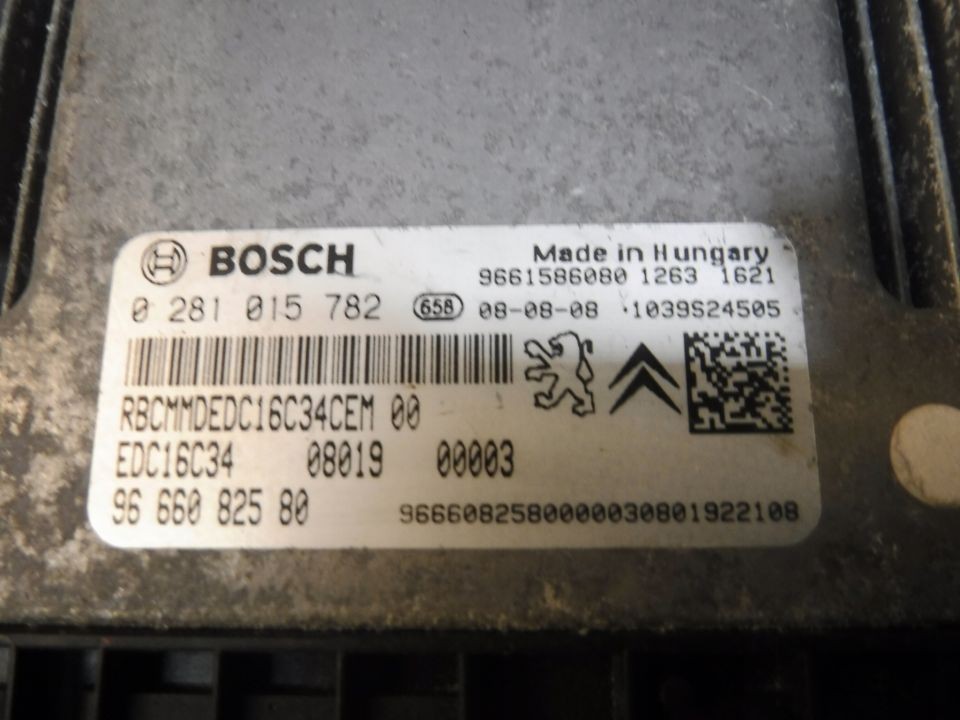 BOSCH
Made in Hungary
9661586080 1263 1621
0 281 015 782 658 08-08-08 ·1039S24505
RBCMMDEDC16C34CEM 00
EDC16C34 08019 00003
96 660 825 80 9666082580000030801922108